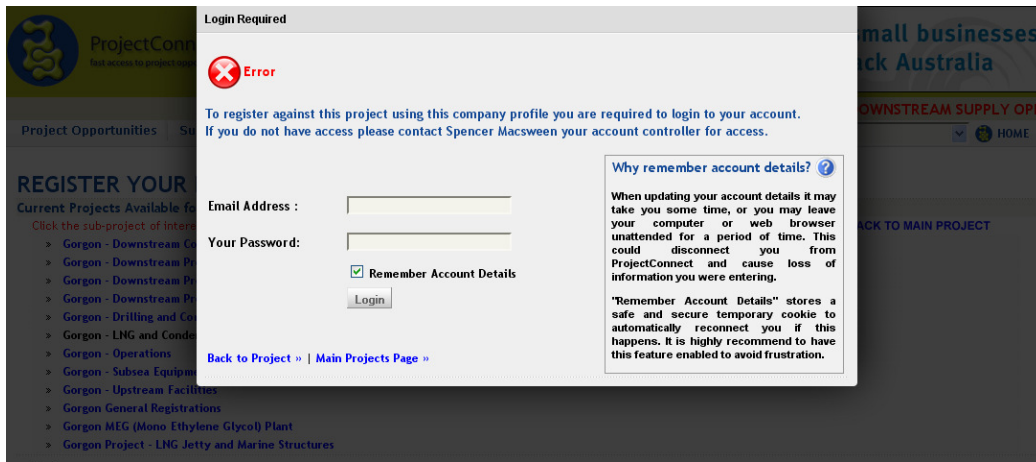 Login Required
ProjectConn
fast access to project oppo
small businesses
ack Australia
Error
To register against this project using this company profile you are required to login to your account.
If you do not have access please contact Spencer Macsween your account controller for access.
OWNSTREAM SUPPLY OP
Project Opportunities | Su
HOME
REGISTER YOUR
Current Projects Available fo
Click the sub-project of intere
BACK TO MAIN PROJECT
» Gorgon - Downstream Co
» Gorgon - Downstream Pr
» Gorgon - Downstream Pr
» Gorgon - Downstream Pr
» Gorgon - Drilling and Co
» Gorgon - LNG and Conde
» Gorgon - Operations
» Gorgon - Subsea Equipme
» Gorgon - Upstream Facilities
» Gorgon General Registrations
» Gorgon MEG (Mono Ethylene Glycol) Plant
» Gorgon Project - LNG Jetty and Marine Structures
Email Address :
Your Password:
Remember Account Details
Login
Back to Project » | Main Projects Page »
Why remember account details? ?
When updating your account details it may
take you some time, or you may leave
your computer or web browser
unattended for a period of time. This
could disconnect you from
ProjectConnect and cause loss of
information you were entering.
"Remember Account Details" stores a
safe and secure temporary cookie to
automatically reconnect you if this
happens. It is highly recommend to have
this feature enabled to avoid frustration.